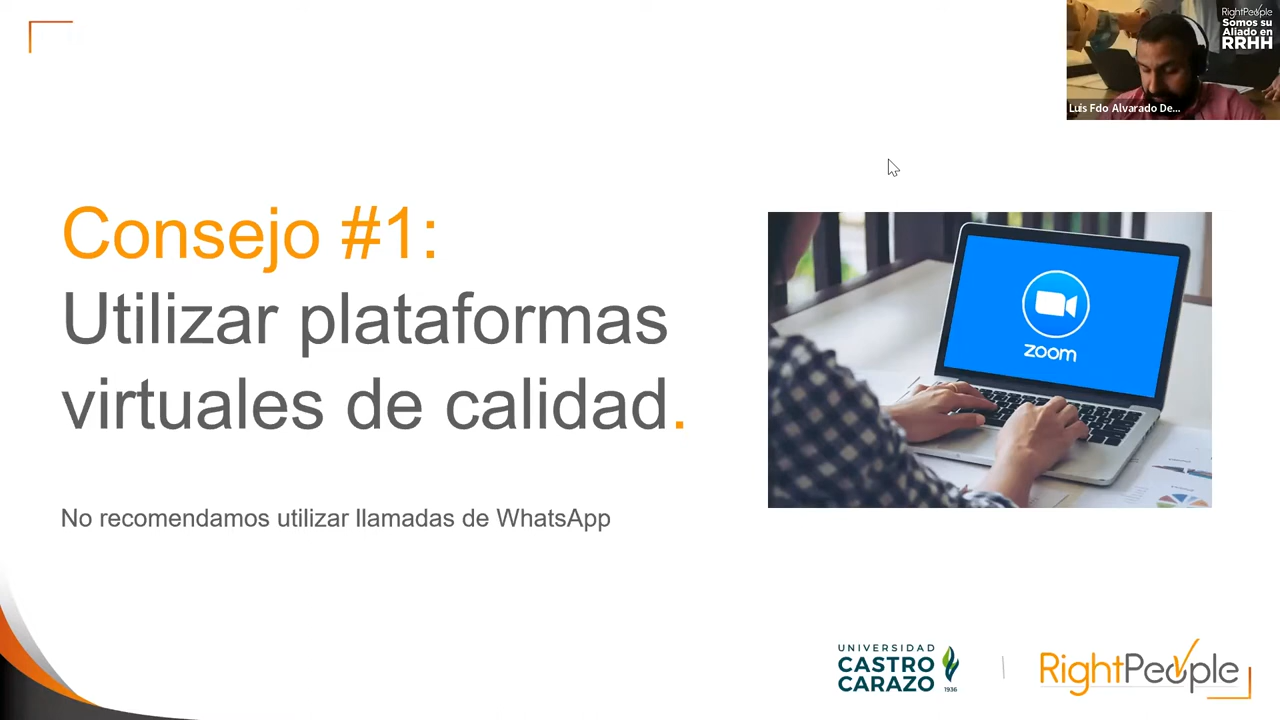 RightPeople
Somos su
Aliado en
RRHH
Luis Fdo Alvarado De...
Consejo #1:
Utilizar plataformas
virtuales de calidad.
zoom
No recomendamos utilizar llamadas de WhatsApp
UNIVERSIDAD
CASTRO
CARAZO
1936
RightPeople